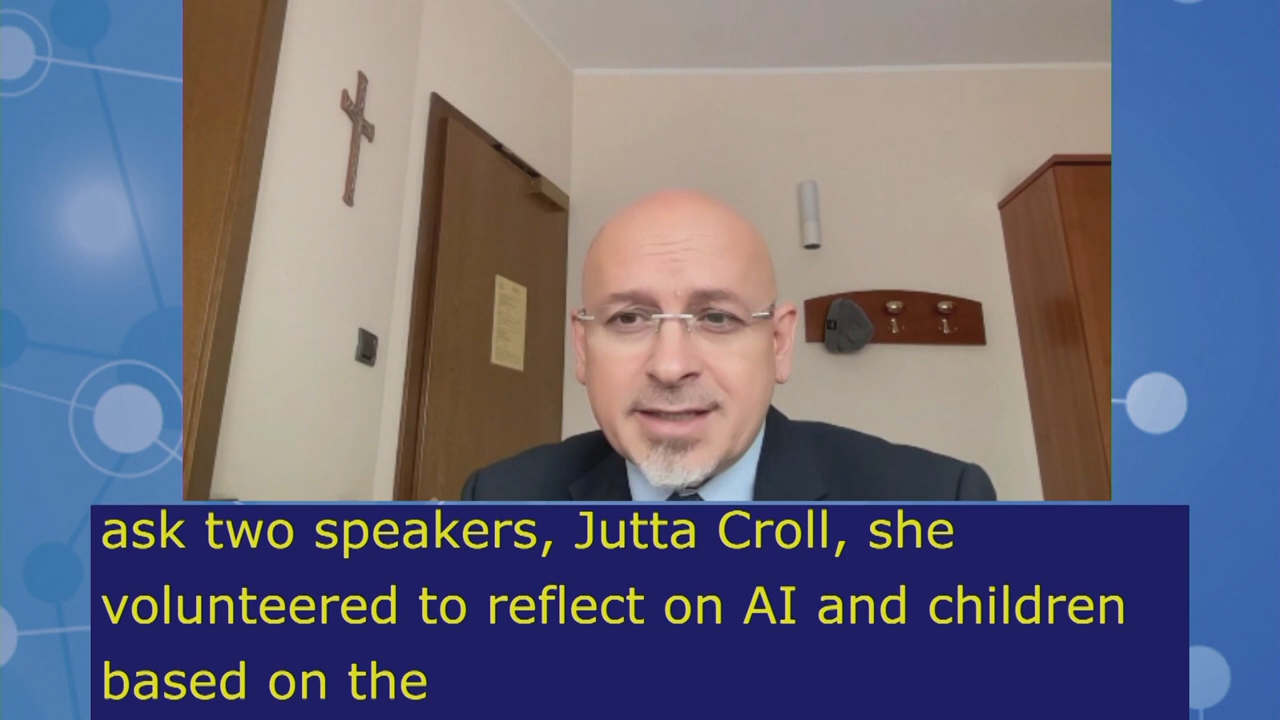 ask two speakers, Jutta Croll, she
volunteered to reflect on AI and children
based on the